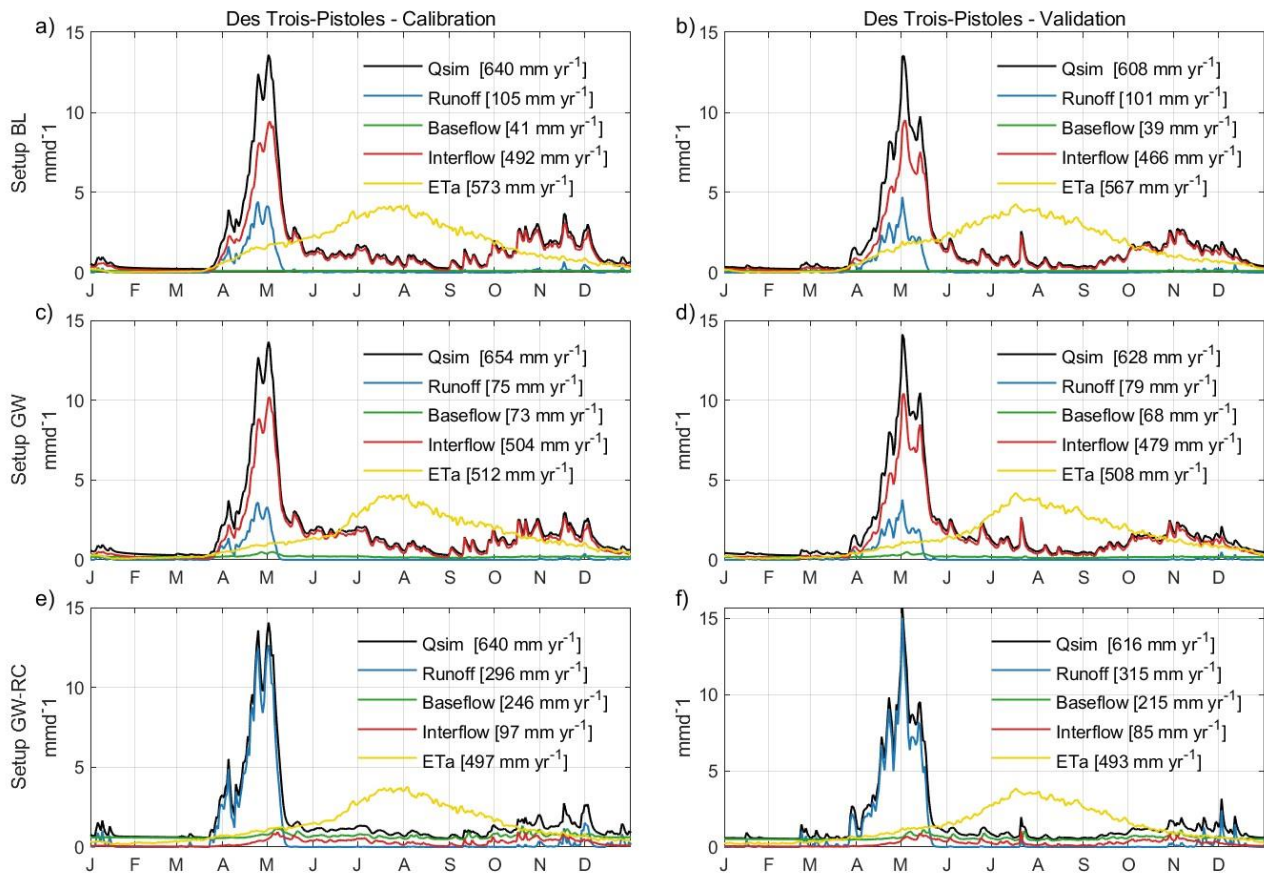 Des Trois-Pistoles - Calibration
Des Trois-Pistoles - Validation
a)
15
10
5
0
Setup BL
mmd⁻1
Qsim [640 mm yr⁻¹]
Runoff [105 mm yr⁻¹]
Baseflow [41 mm yr⁻¹]
Interflow [492 mm yr⁻¹]
ETa [573 mm yr⁻¹]
J F M A M J J A S O N D
b)
15
10
5
0
mmd⁻1
Qsim [608 mm yr⁻¹]
Runoff [101 mm yr⁻¹]
Baseflow [39 mm yr⁻¹]
Interflow [466 mm yr⁻¹]
ETa [567 mm yr⁻¹]
J F M A M J J A S O N D
c)
15
10
5
0
Setup GW
mmd⁻1
Qsim [654 mm yr⁻¹]
Runoff [75 mm yr⁻¹]
Baseflow [73 mm yr⁻¹]
Interflow [504 mm yr⁻¹]
ETa [512 mm yr⁻¹]
J F M A M J J A S O N D
d)
15
10
5
0
mmd⁻1
Qsim [628 mm yr⁻¹]
Runoff [79 mm yr⁻¹]
Baseflow [68 mm yr⁻¹]
Interflow [479 mm yr⁻¹]
ETa [508 mm yr⁻¹]
J F M A M J J A S O N D
e)
15
10
5
0
Setup GW-RC
mmd⁻1
Qsim [640 mm yr⁻¹]
Runoff [296 mm yr⁻¹]
Baseflow [246 mm yr⁻¹]
Interflow [97 mm yr⁻¹]
ETa [497 mm yr⁻¹]
J F M A M J J A S O N D
f)
15
10
5
0
mmd⁻1
Qsim [616 mm yr⁻¹]
Runoff [315 mm yr⁻¹]
Baseflow [215 mm yr⁻¹]
Interflow [85 mm yr⁻¹]
ETa [493 mm yr⁻¹]
J F M A M J J A S O N D